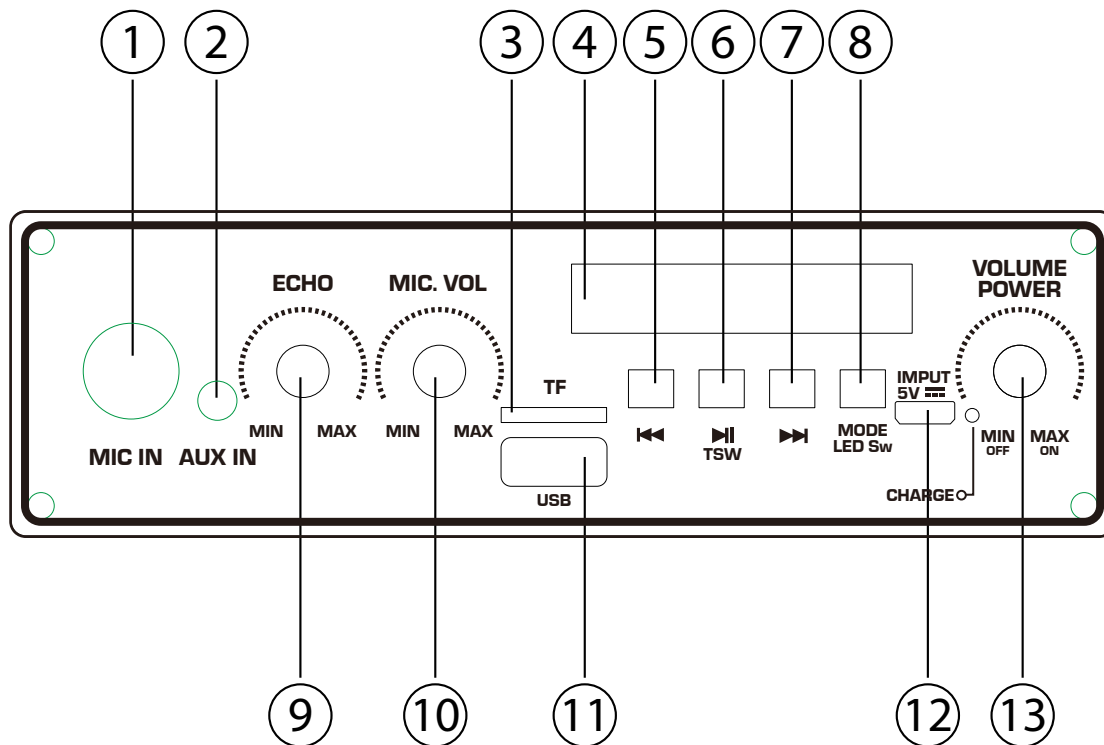 1 2 3 4 5 6 7 8
ECHO MIC. VOL VOLUME
POWER
TF IMPUT
5V
MIN MAX MIN MAX MODE MIN MAX
TSW LED Sw OFF ON
MIC IN AUX IN
USB CHARGE
9 10 11 12 13